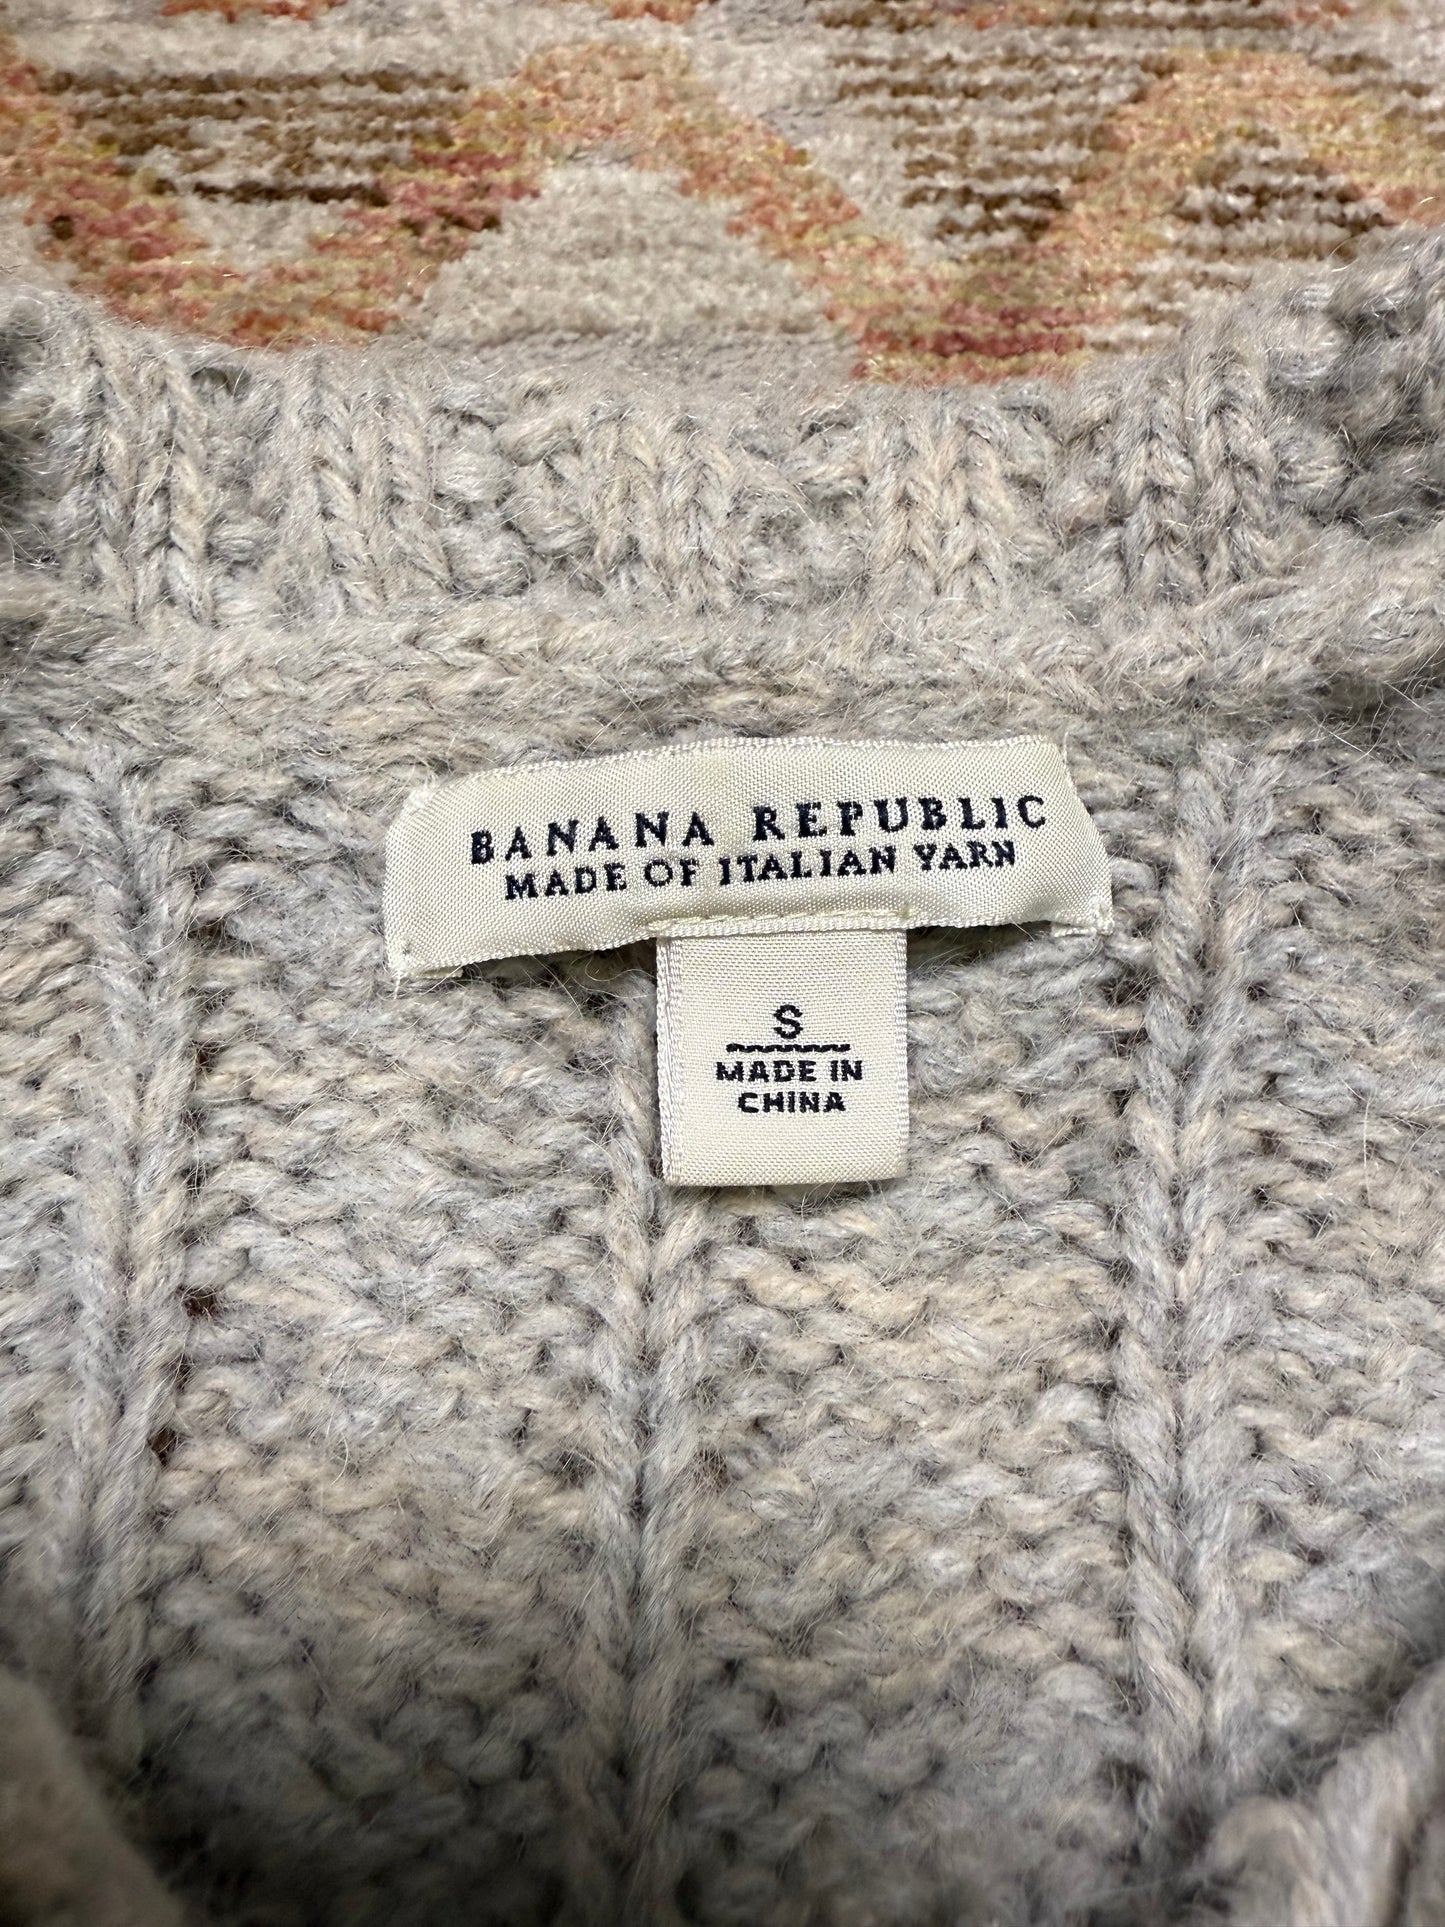 BANANA REPUBLIC
MADE OF ITALIAN YARN
S
MADE IN
CHINA